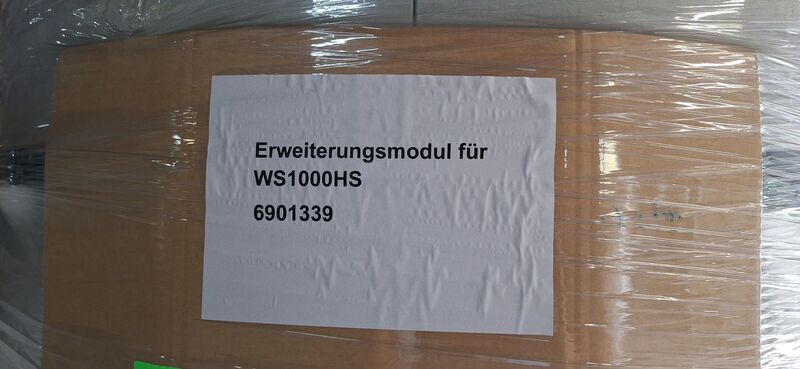 Erweiterungsmodul für
WS1000HS
6901339